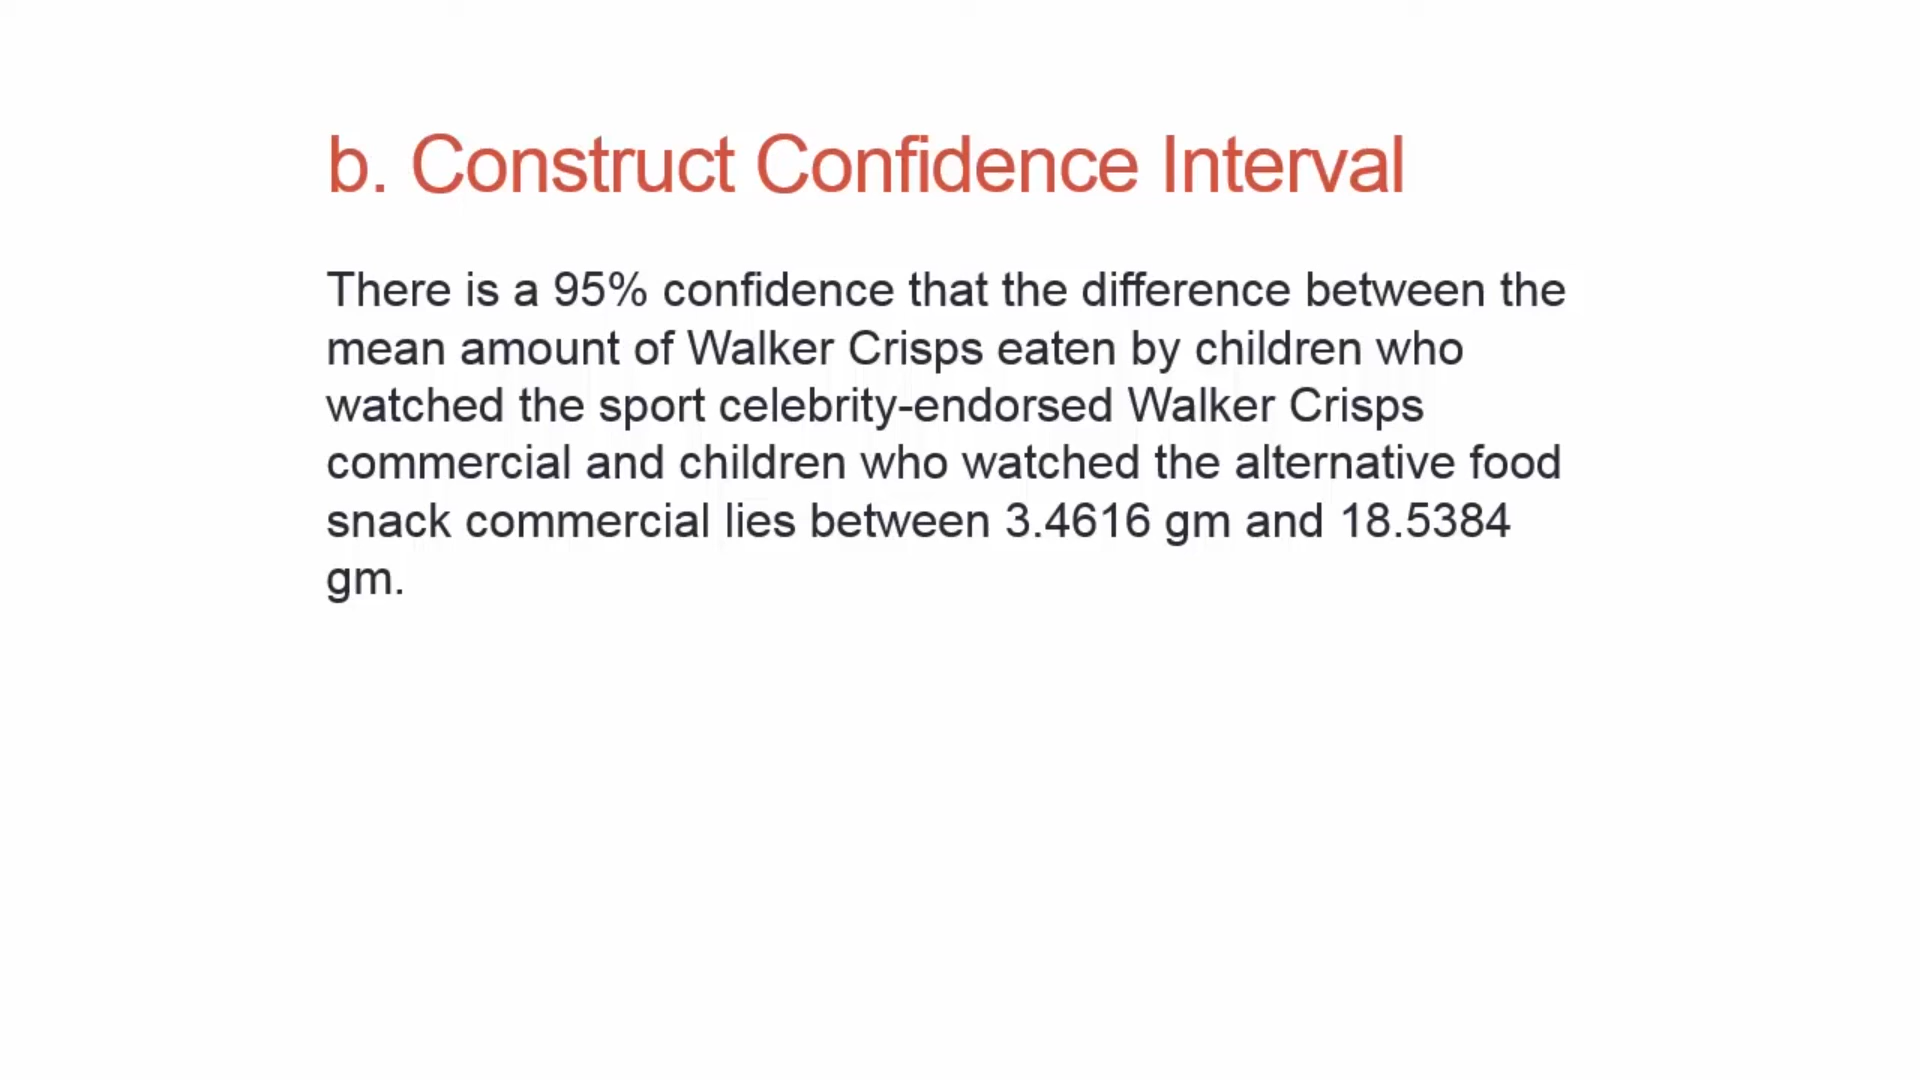 b. Construct Confidence Interval
There is a 95% confidence that the difference between the
mean amount of Walker Crisps eaten by children who
watched the sport celebrity-endorsed Walker Crisps
commercial and children who watched the alternative food
snack commercial lies between 3.4616 gm and 18.5384
gm.